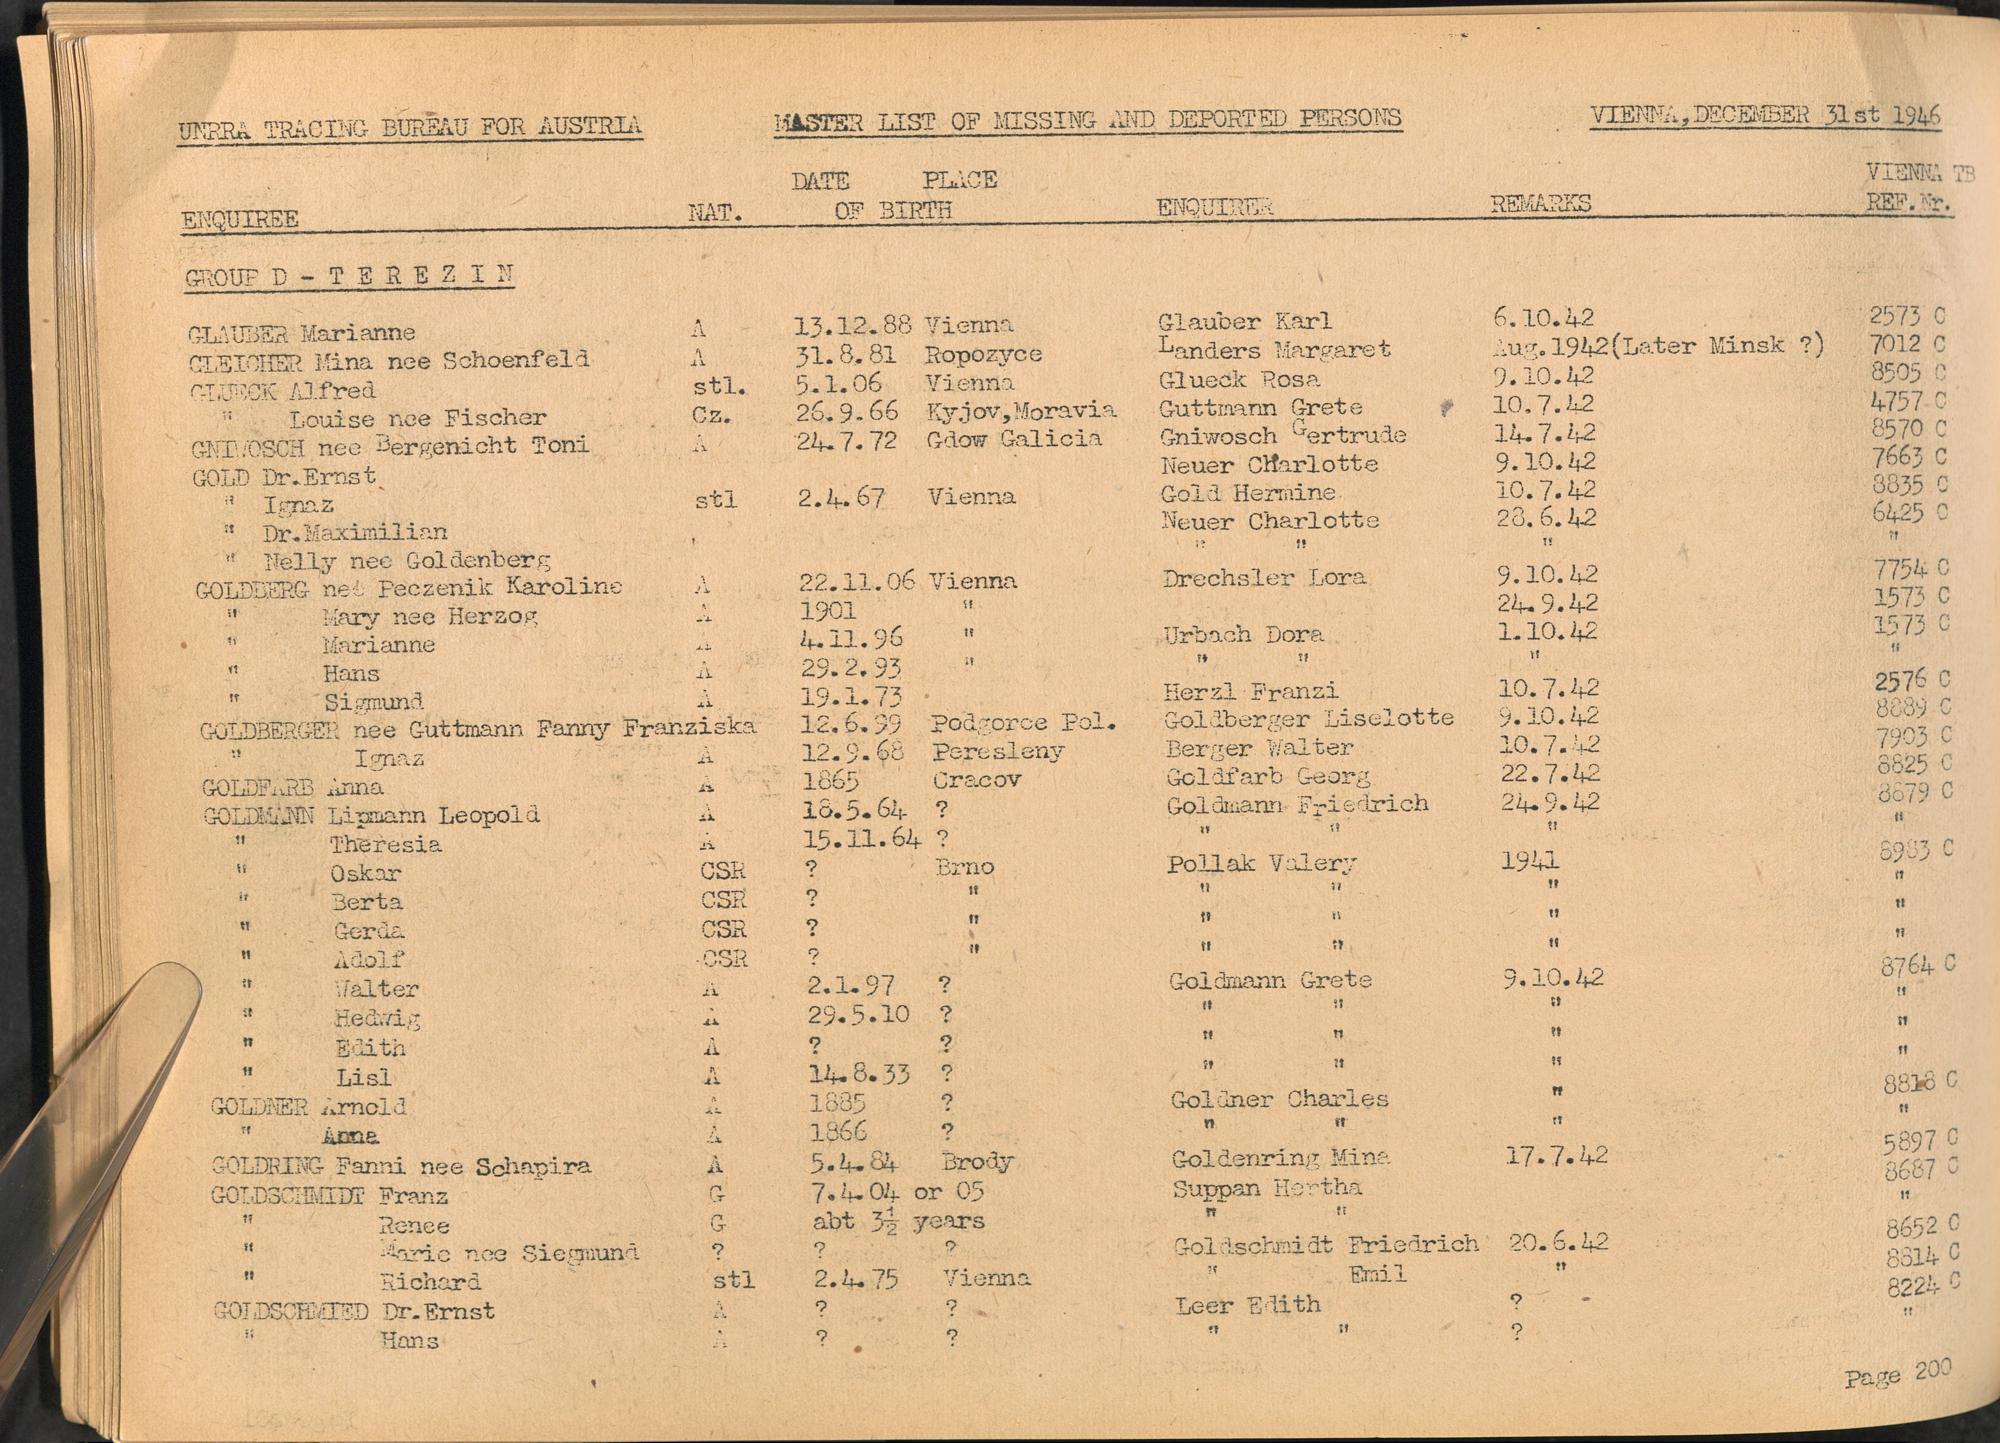 UNRRA TRACING BUREAU FOR AUSTRIA MASTER LIST OF MISSING AND DEPORTED PERSONS VIENNA, DECEMBER 31st 1946
DATE PLACE VIENNA TB
ENQUIREE NAT. OF BIRTH ENQUIRER REMARKS REF.Nr.
GROUP D - T E R E Z I N
GLAUBER Marianne A 13.12.88 Vienna Glauber Karl 6.10.42 2573 C
GLEICHER Mina nee Schoenfeld A 31.8.81 Ropozyce Landers Margaret Aug.1942(Later Minsk ?) 7012 C
GLUECK Alfred stl. 5.1.06 Vienna Glueck Rosa 9.10.42 8505 C
" Louise nee Fischer Cz. 26.9.66 Kyjov,Moravia Guttmann Grete 10.7.42 4757 C
GNIWOSCH nee Bergenicht Toni A 24.7.72 Gdow Galicia Gniwosch Gertrude 14.7.42 8570 C
GOLD Dr.Ernst Neuer Charlotte 9.10.42 7663 C
" Ignaz stl 2.4.67 Vienna Gold Hermine 10.7.42 8835 C
" Dr.Maximilian Neuer Charlotte 28.6.42 6425 C
" Nelly nee Goldenberg " " " "
GOLDBERG nee Peczenik Karoline A 22.11.06 Vienna Drechsler Lora 9.10.42 7754 C
" Mary nee Herzog A 1901 " 24.9.42 1573 C
" Marianne A 4.11.96 " Urbach Dora 1.10.42 1573 C
" Hans A 29.2.93 " " " " "
" Sigmund A 19.1.73 Herzl Franzi 10.7.42 2576 C
GOLDBERGER nee Guttmann Fanny Franziska 12.6.99 Podgorce Pol. Goldberger Liselotte 9.10.42 8889 C
" Ignaz A 12.9.68 Peresleny Berger Walter 10.7.42 7903 C
GOLDFARB Anna A 1865 Cracov Goldfarb Georg 22.7.42 8825 C
GOLDMANN Lipmann Leopold A 18.5.64 ? Goldmann Friedrich 24.9.42 8679 C
" Theresia A 15.11.64 ? " " " "
" Oskar CSR ? Brno Pollak Valery 1941 8983 C
" Berta CSR ? " " " " "
" Gerda CSR ? " " " " "
" Adolf CSR ? " " " " "
" Walter A 2.1.97 ? Goldmann Grete 9.10.42 8764 C
" Hedwig A 29.5.10 ? " " " "
" Edith A ? ? " " " "
" Lisl A 14.8.33 ? " " " "
GOLDNER Arnold A 1885 ? Goldner Charles " 8818 C
" Anna A 1866 ? " " " "
GOLDRING Fanni nee Schapira A 5.4.84 Brody Goldenring Mina 17.7.42 5897 C
GOLDSCHMIDT Franz G 7.4.04 or 05 Suppan Hertha 8687 C
" Renee G abt 3½ years " " "
" Marie nee Siegmund ? ? ? Goldschmidt Friedrich 20.6.42 8652 C
" Richard stl 2.4.75 Vienna " Emil " 8814 C
GOLDSCHMIED Dr.Ernst A ? ? Leer Edith ? 8224 C
" Hans A ? ? " " ? "
Page 200